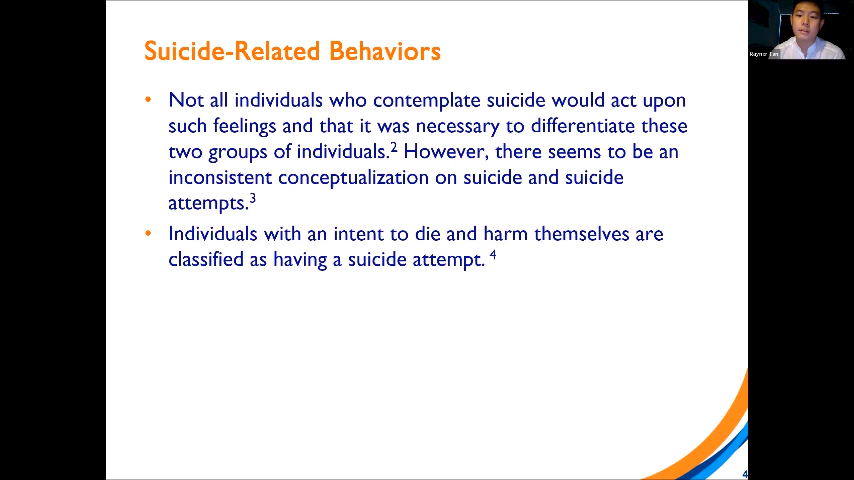 Suicide-Related Behaviors
• Not all individuals who contemplate suicide would act upon
such feelings and that it was necessary to differentiate these
two groups of individuals.2 However, there seems to be an
inconsistent conceptualization on suicide and suicide
attempts.3
• Individuals with an intent to die and harm themselves are
classified as having a suicide attempt. 4
4